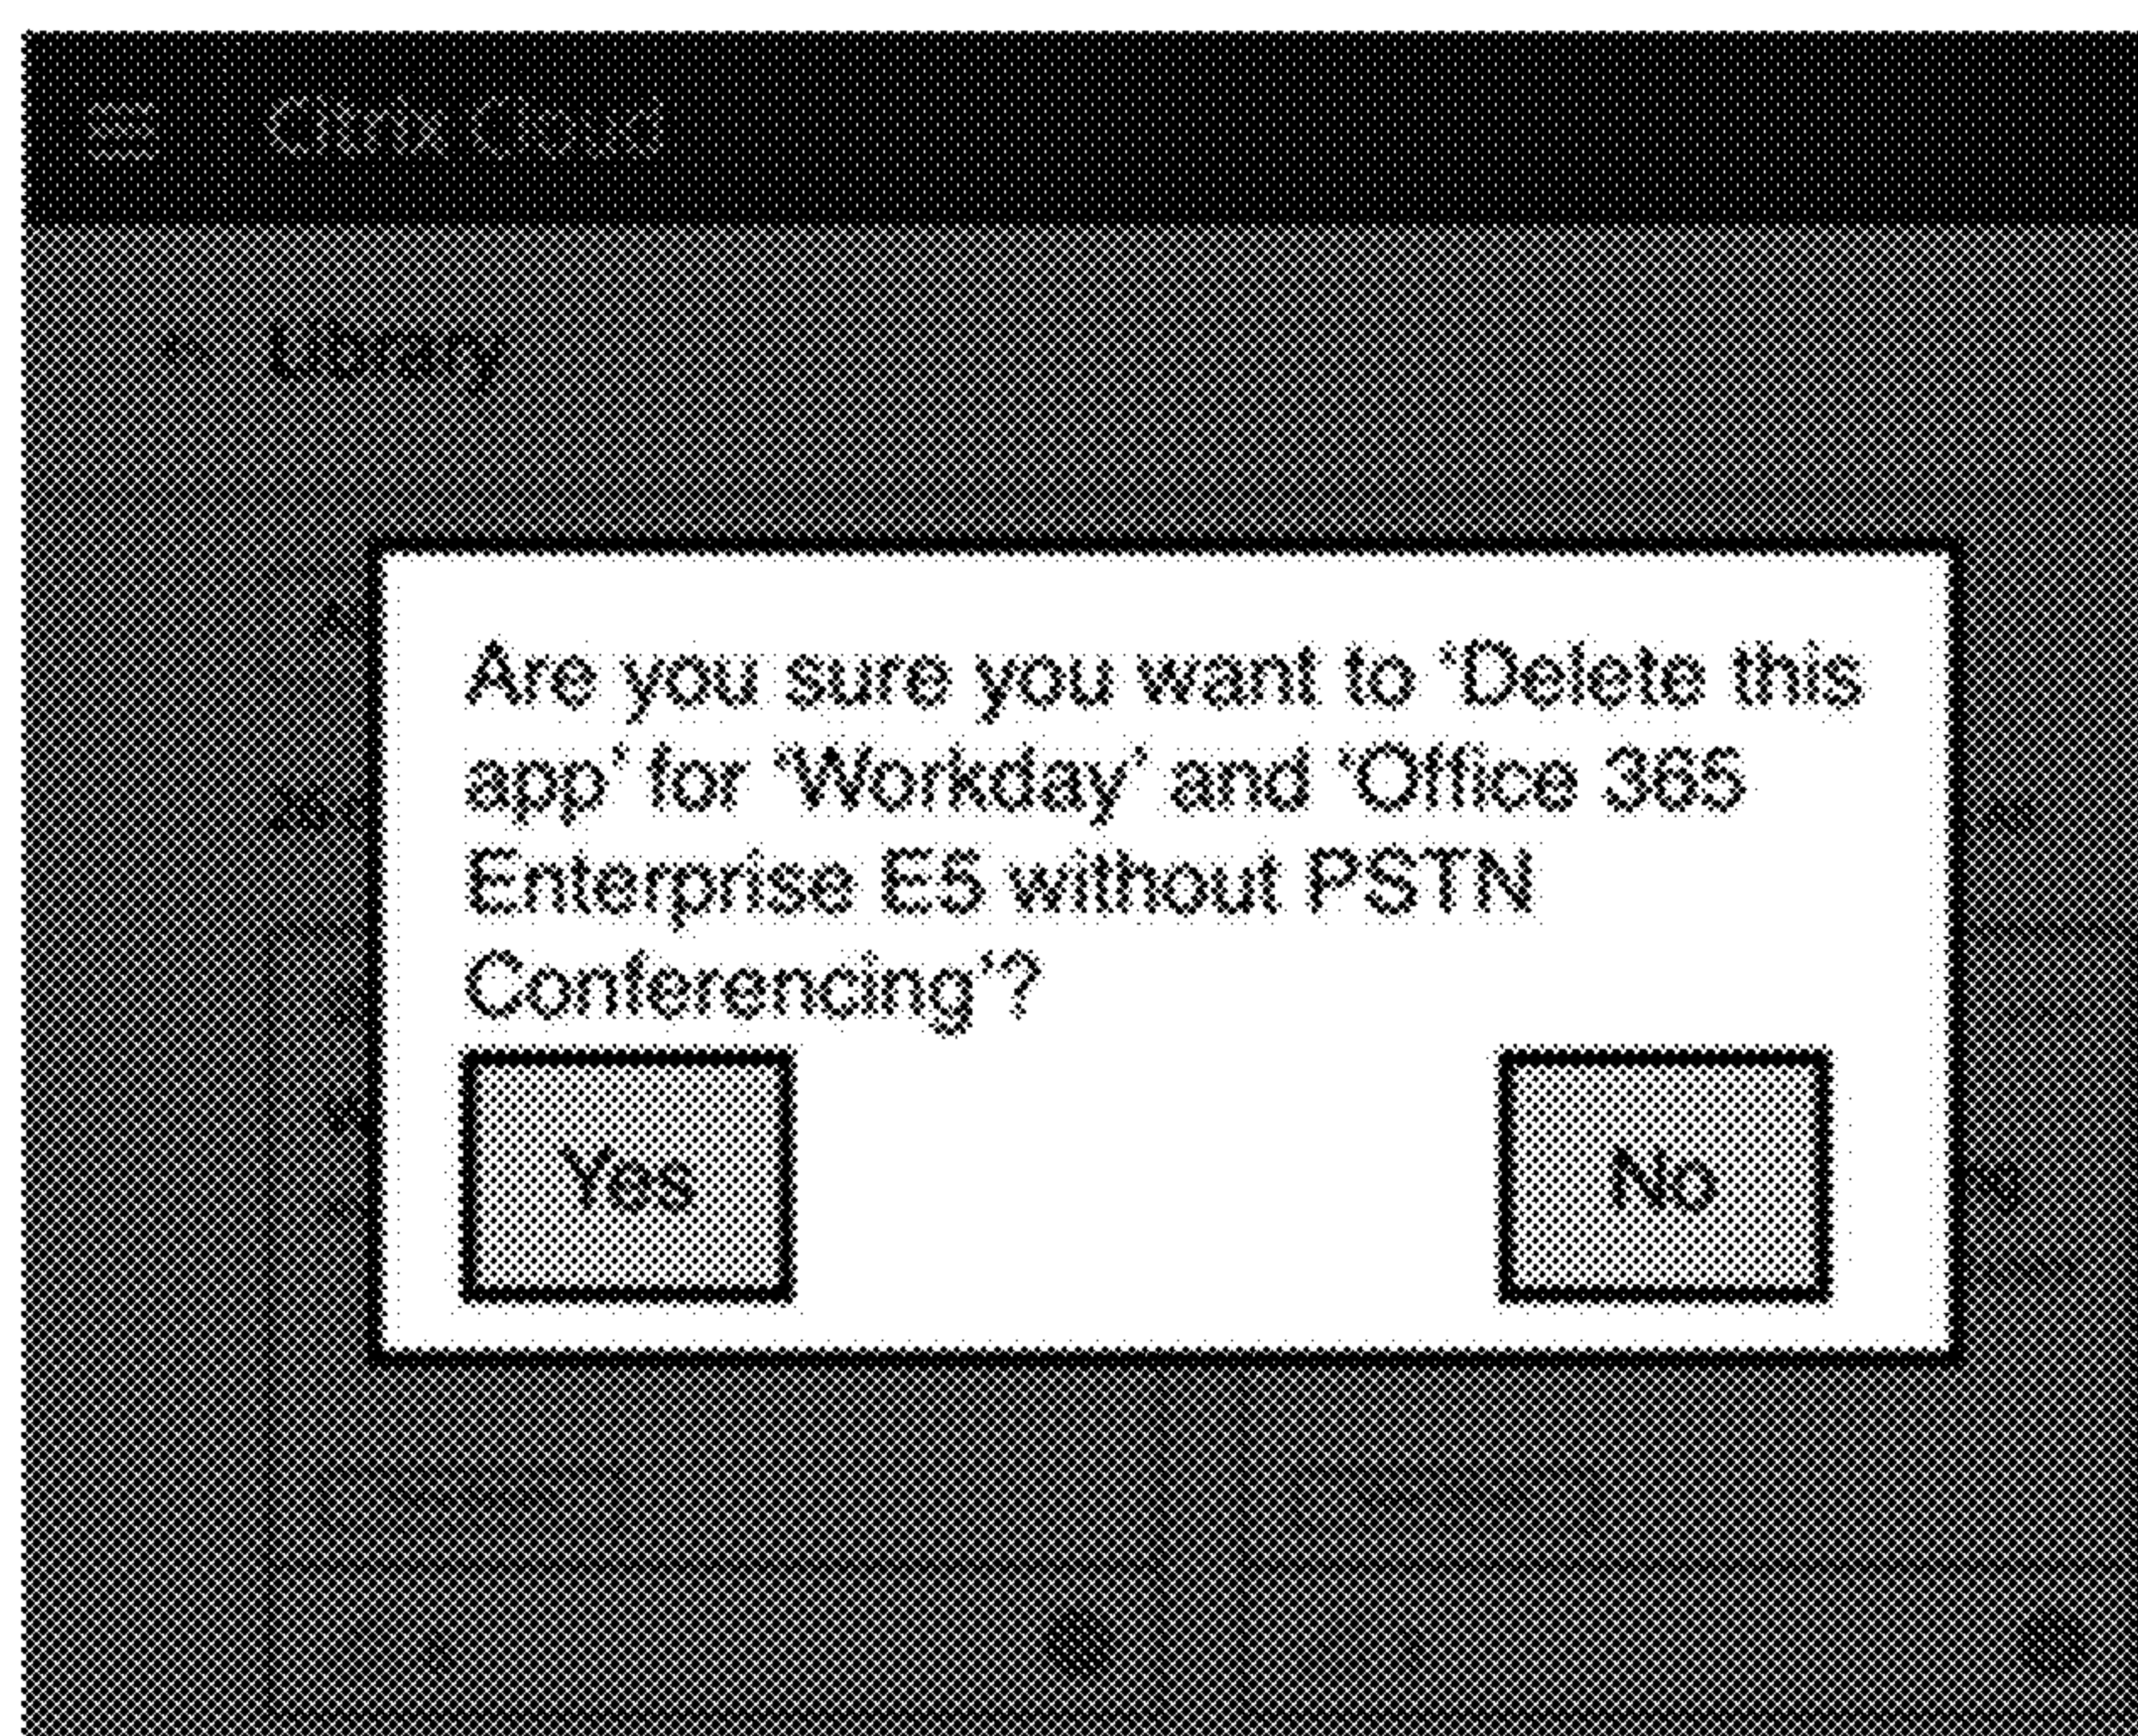 Citrix Cloud
Library
Are you sure you want to ‘Delete this
app’ for ‘Workday’ and ‘Office 365
Enterprise E5 without PSTN
Conferencing‘?
Yes
No